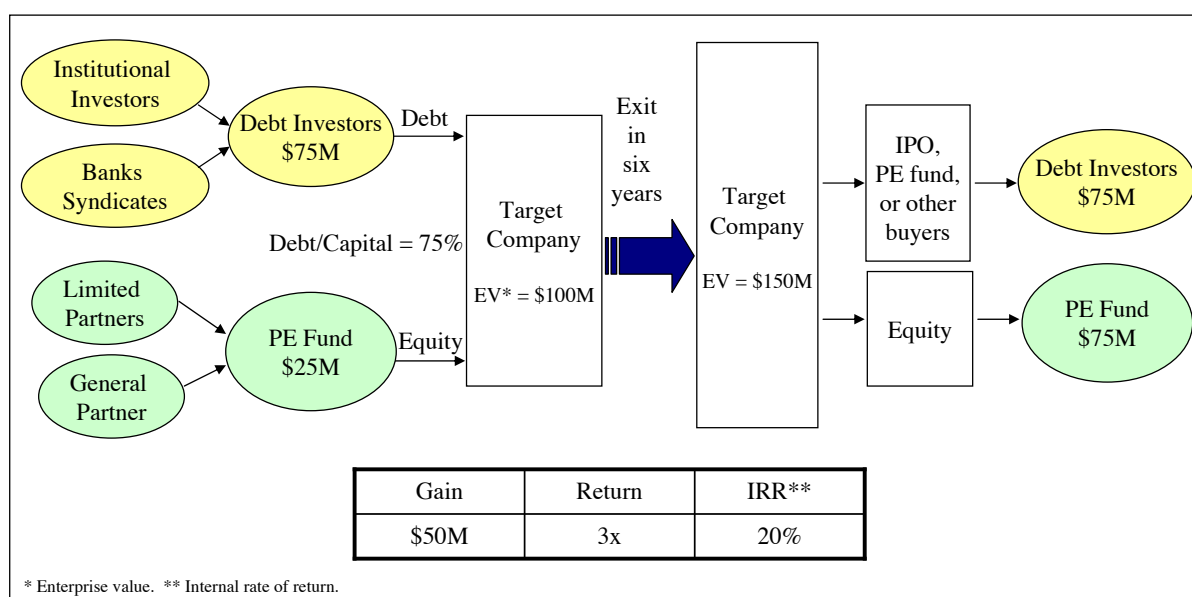 Institutional
Investors
Banks
Syndicates
Debt Investors
$75M
Debt
Debt/Capital = 75%
Limited
Partners
General
Partner
PE Fund
$25M
Equity
Target
Company
EV* = $100M
Exit
in
six
years
Target
Company
EV = $150M
IPO,
PE fund,
or other
buyers
Debt Investors
$75M
Equity
PE Fund
$75M
Gain Return IRR**
$50M 3x 20%
* Enterprise value. ** Internal rate of return.